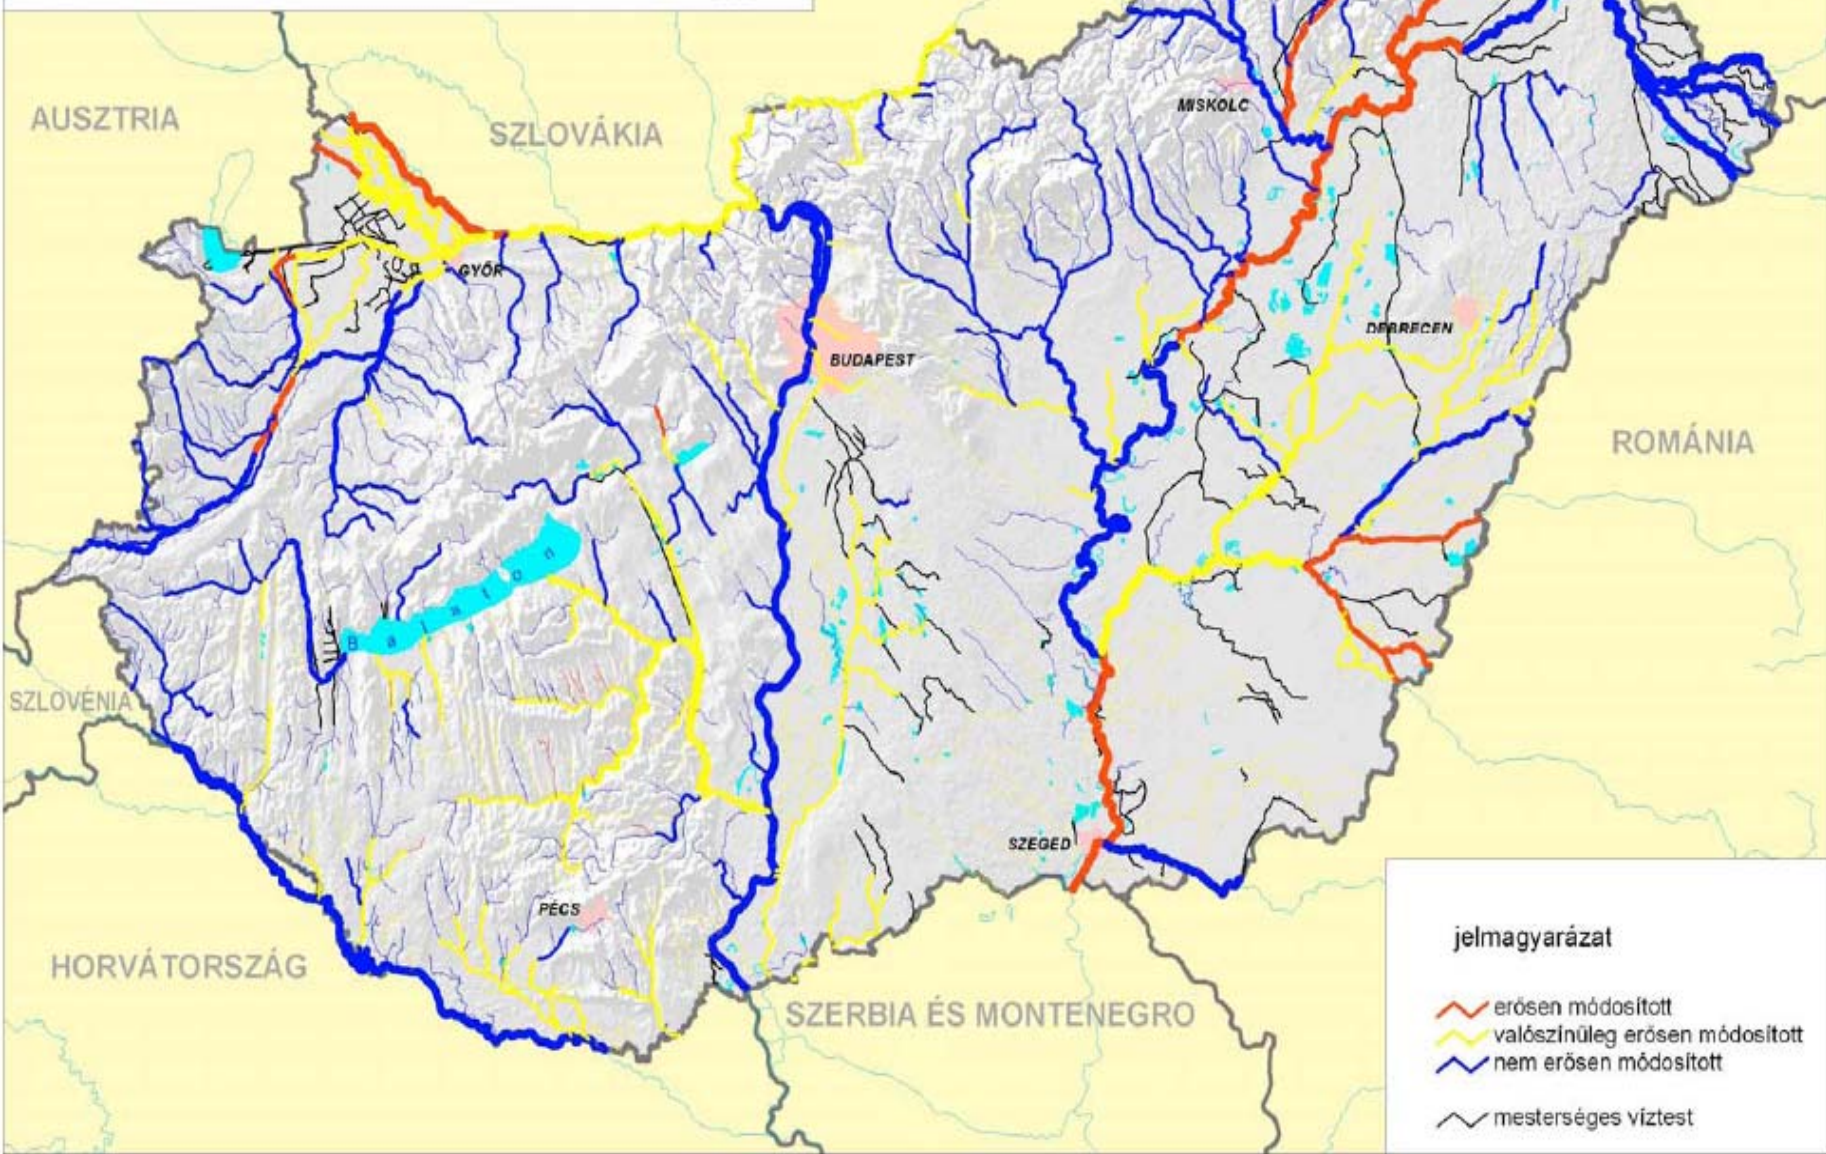 MISKOLC
AUSZTRIA
SZLOVÁKIA
GYŐR
DEBRECEN
BUDAPEST
ROMÁNIA
Balaton
SZLOVÉNIA
SZEGED
PÉCS
HORVÁTORSZÁG
SZERBIA ÉS MONTENEGRO
jelmagyarázat
erősen módosított
valószínűleg erősen módosított
nem erősen módosított
mesterséges víztest